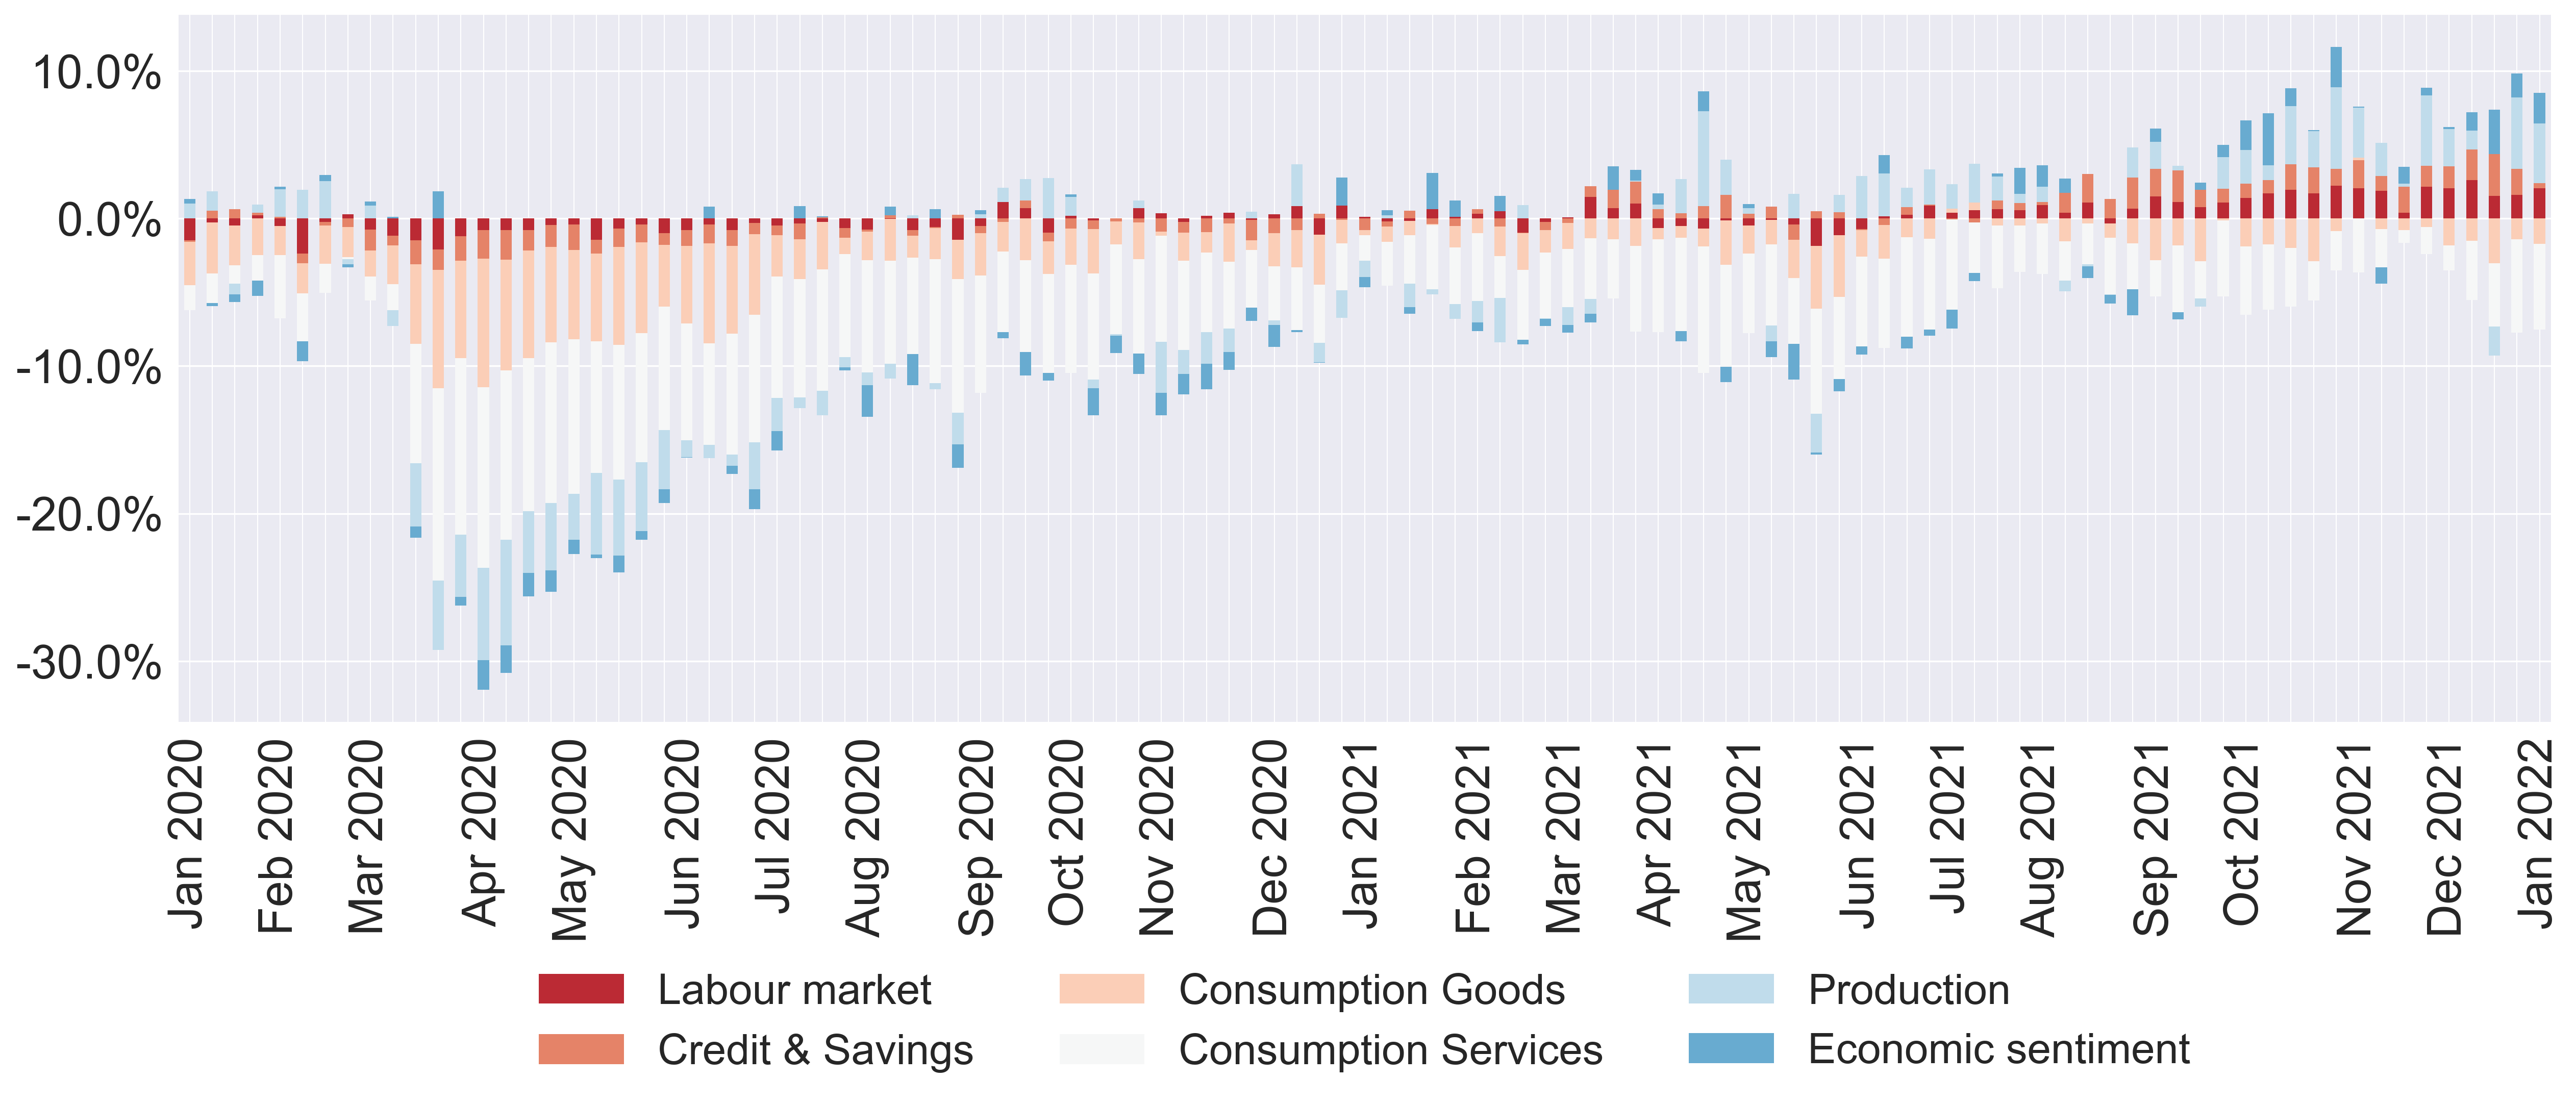 10.0%
0.0%
-10.0%
-20.0%
-30.0%
Jan 2020
Feb 2020
Mar 2020
Apr 2020
May 2020
Jun 2020
Jul 2020
Aug 2020
Sep 2020
Oct 2020
Nov 2020
Dec 2020
Jan 2021
Feb 2021
Mar 2021
Apr 2021
May 2021
Jun 2021
Jul 2021
Aug 2021
Sep 2021
Oct 2021
Nov 2021
Dec 2021
Jan 2022
Labour market
Credit & Savings
Consumption Goods
Consumption Services
Production
Economic sentiment